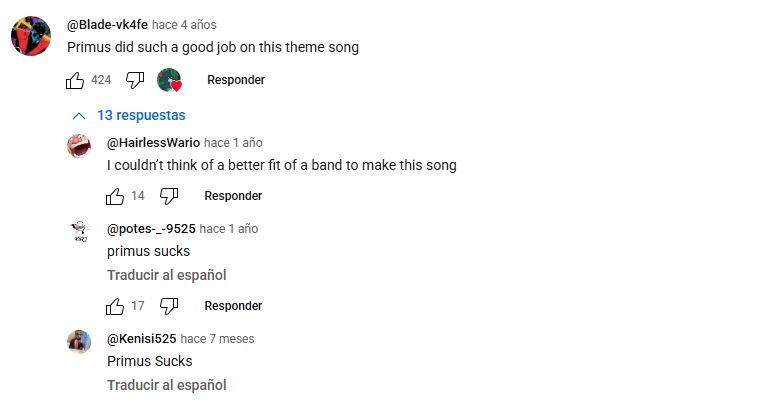 @Blade-vk4fe hace 4 años
Primus did such a good job on this theme song
424 Responder
13 respuestas
@HairlessWario hace 1 año
I couldn’t think of a better fit of a band to make this song
14 Responder
@potes-_-9525 hace 1 año
primus sucks
Traducir al español
17 Responder
@Kenisi525 hace 7 meses
Primus Sucks
Traducir al español